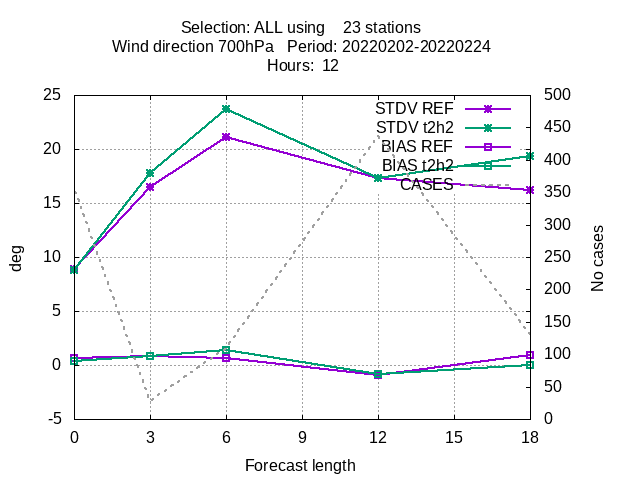 Selection: ALL using    23 stations
Wind direction 700hPa   Period: 20220202-20220224
Hours:  12
STDV REF
STDV t2h2
BIAS REF
BIAS t2h2
CASES
25
20
15
10
5
0
-5
deg
500
450
400
350
300
250
200
150
100
50
0
No cases
0 3 6 9 12 15 18
Forecast length